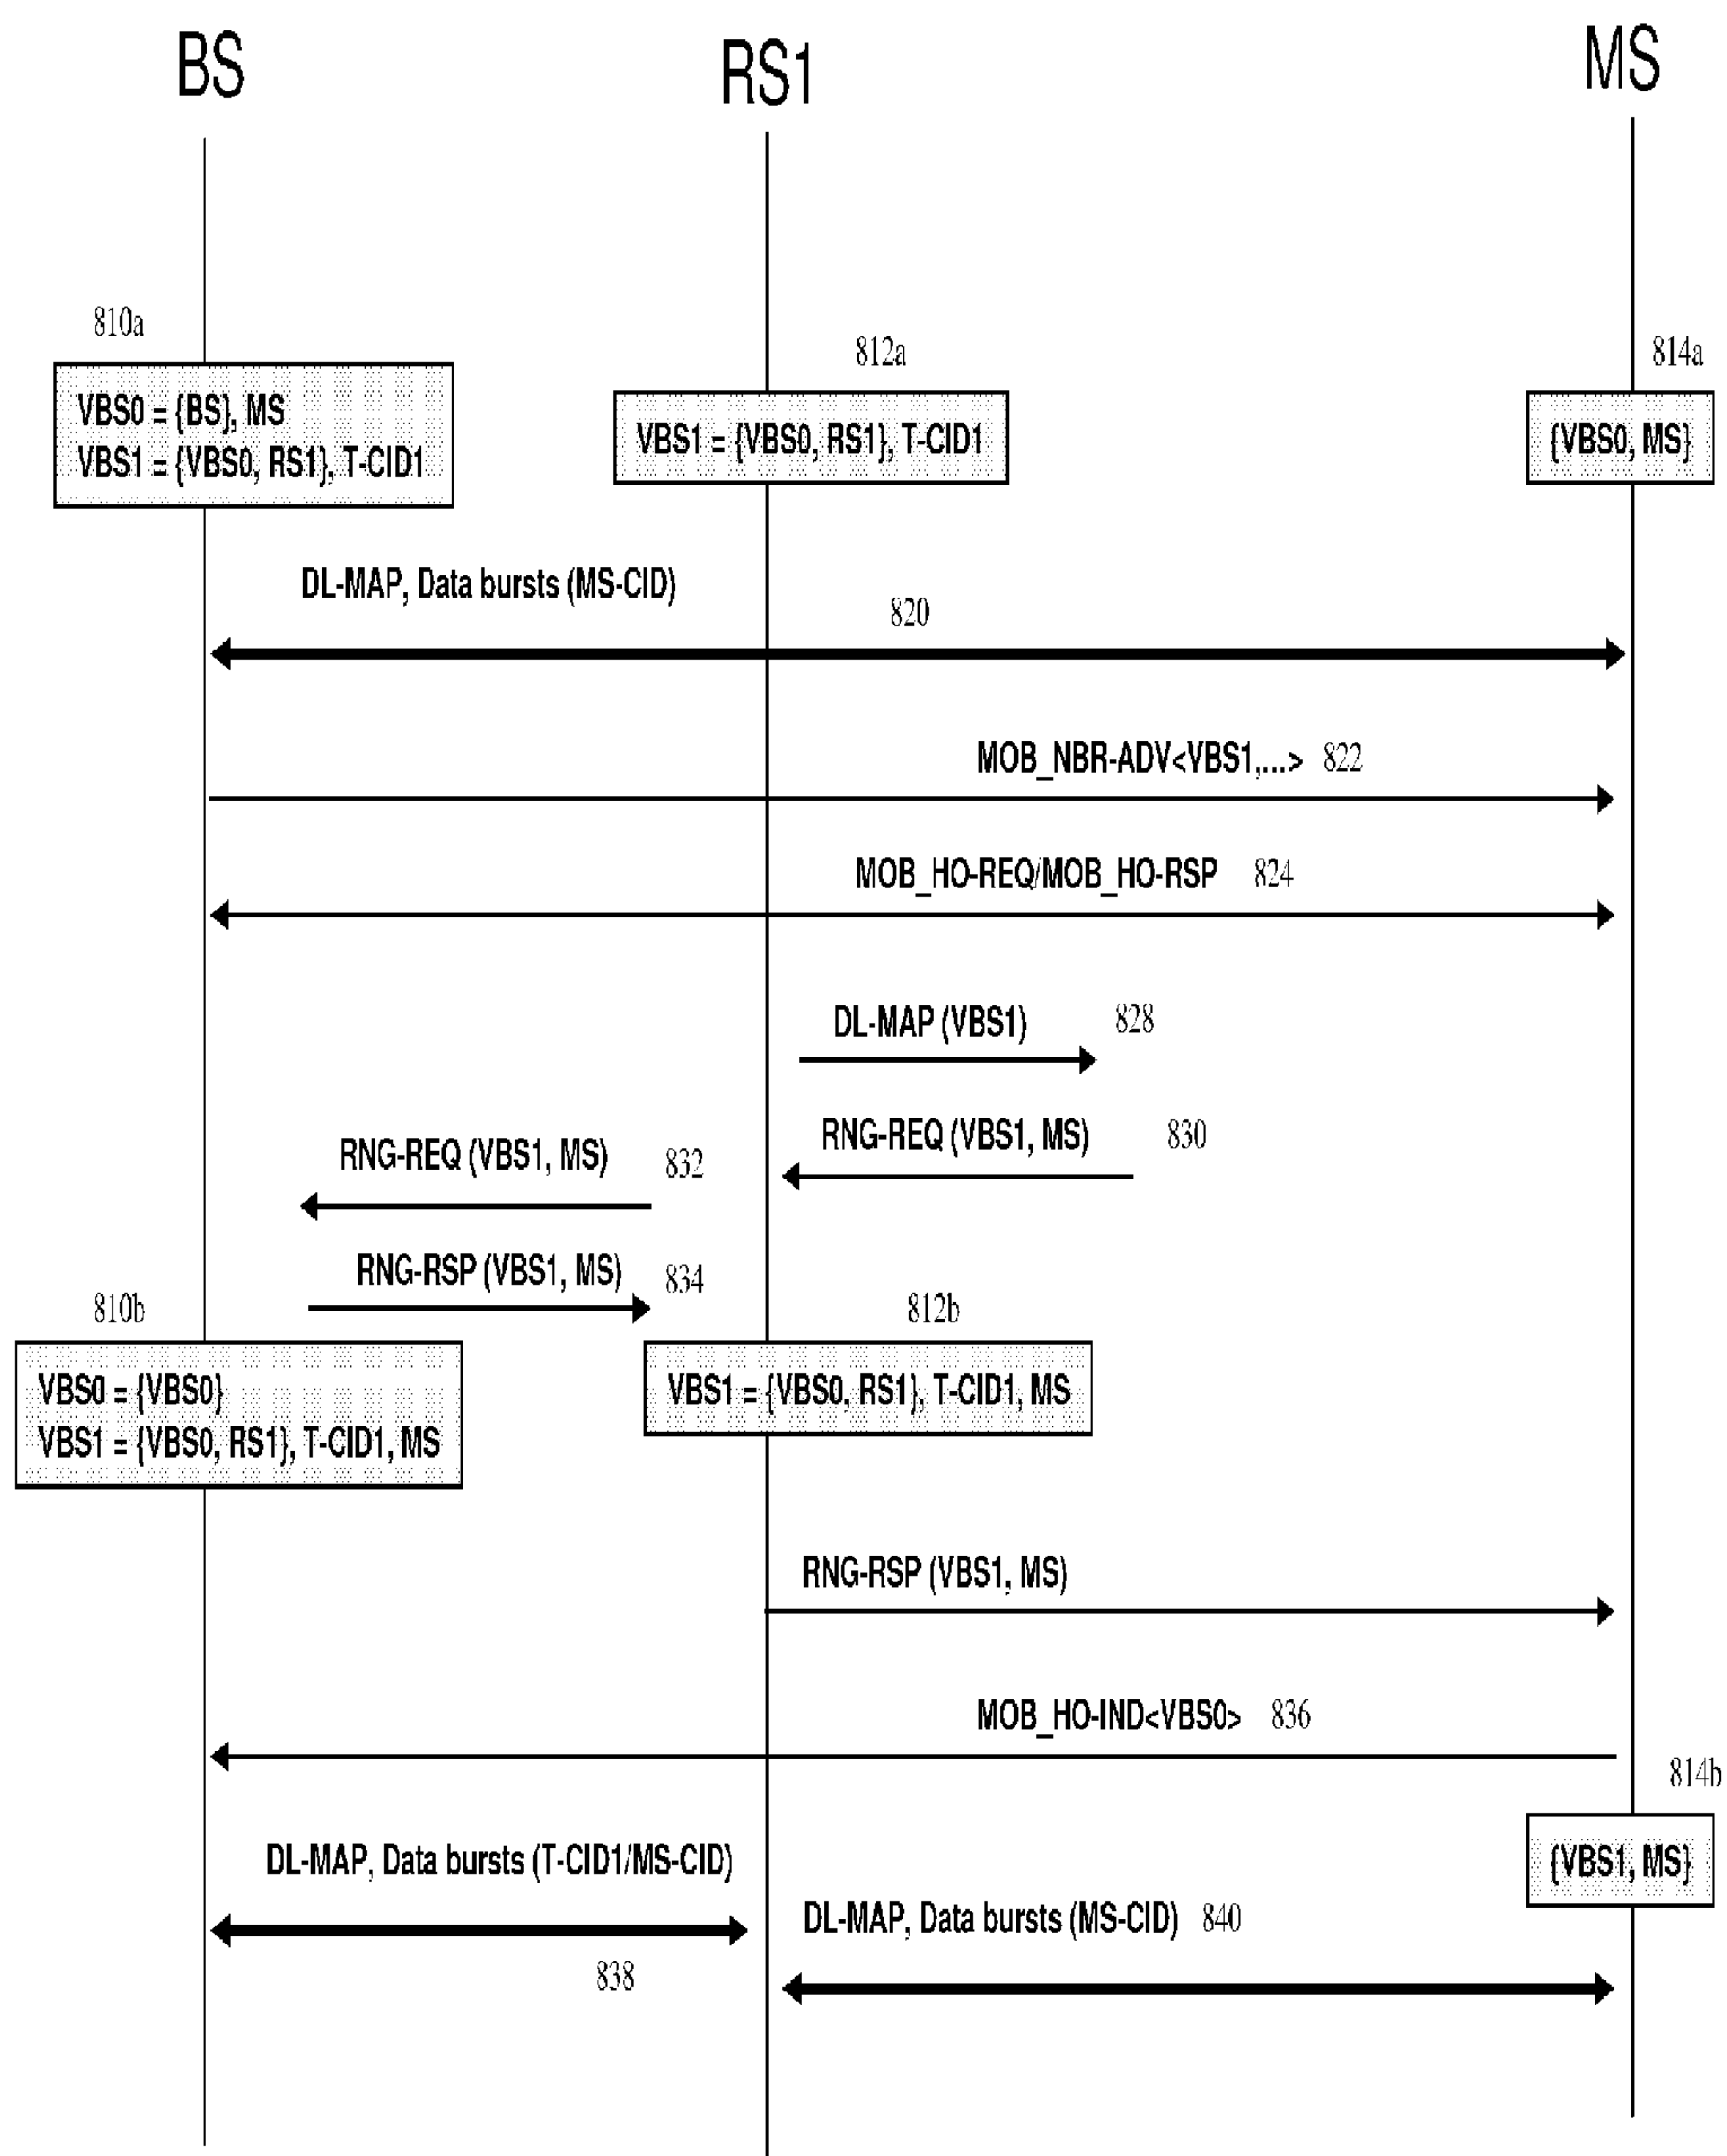 BS
RS1
MS
810a
812a
814a
VBS0 = {BS}, MS
VBS1 = {VBS0, RS1}, T-CID1
VBS1 = {VBS0, RS1}, T-CID1
{VBS0, MS}
DL-MAP, Data bursts (MS-CID)
820
MOB_NBR-ADV<VBS1,...> 822
MOB_HO-REQ/MOB_HO-RSP 824
DL-MAP (VBS1) 828
RNG-REQ (VBS1, MS) 830
RNG-REQ (VBS1, MS) 832
RNG-RSP (VBS1, MS) 834
810b
812b
VBS0 = {VBS0}
VBS1 = {VBS0, RS1}, T-CID1, MS
VBS1 = {VBS0, RS1}, T-CID1, MS
RNG-RSP (VBS1, MS)
MOB_HO-IND<VBS0> 836
814b
{VBS1, MS}
DL-MAP, Data bursts (T-CID1/MS-CID)
838
DL-MAP, Data bursts (MS-CID) 840